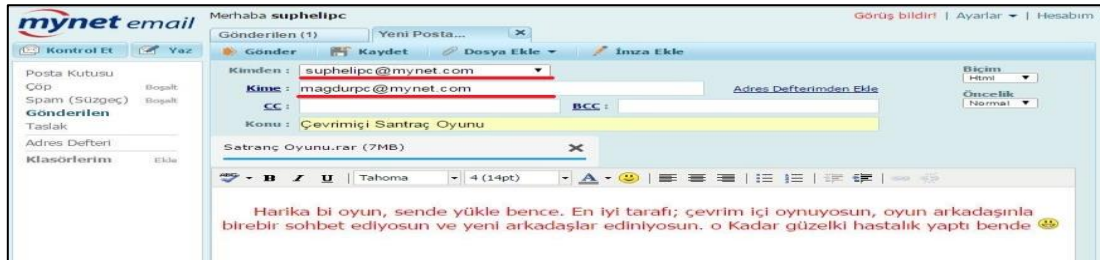 mynet email
Merhaba suphelipc
Görüş bildir! | Ayarlar | Hesabım
Gönderilen (1)
Yeni Posta...
Kontrol Et
Yaz
Gönder
Kaydet
Dosya Ekle
İmza Ekle
Posta Kutusu
Çöp Boşalt
Spam (Süzgeç) Boşalt
Gönderilen
Taslak
Adres Defteri
Klasörlerim Ekle
Kimden : suphelipc@mynet.com
Kime : magdurpc@mynet.com Adres Defterimden Ekle
CC : BCC :
Konu : Çevrimiçi Santraç Oyunu
Biçim
Html
Öncelik
Normal
Satranç Oyunu.rar (7MB)
B I U Tahoma 4 (14pt) A
Harika bi oyun, sende yükle bence. En iyi tarafı; çevrim içi oynuyosun, oyun arkadaşınla
birebir sohbet ediyosun ve yeni arkadaşlar ediniyosun. o Kadar güzelki hastalık yaptı bende